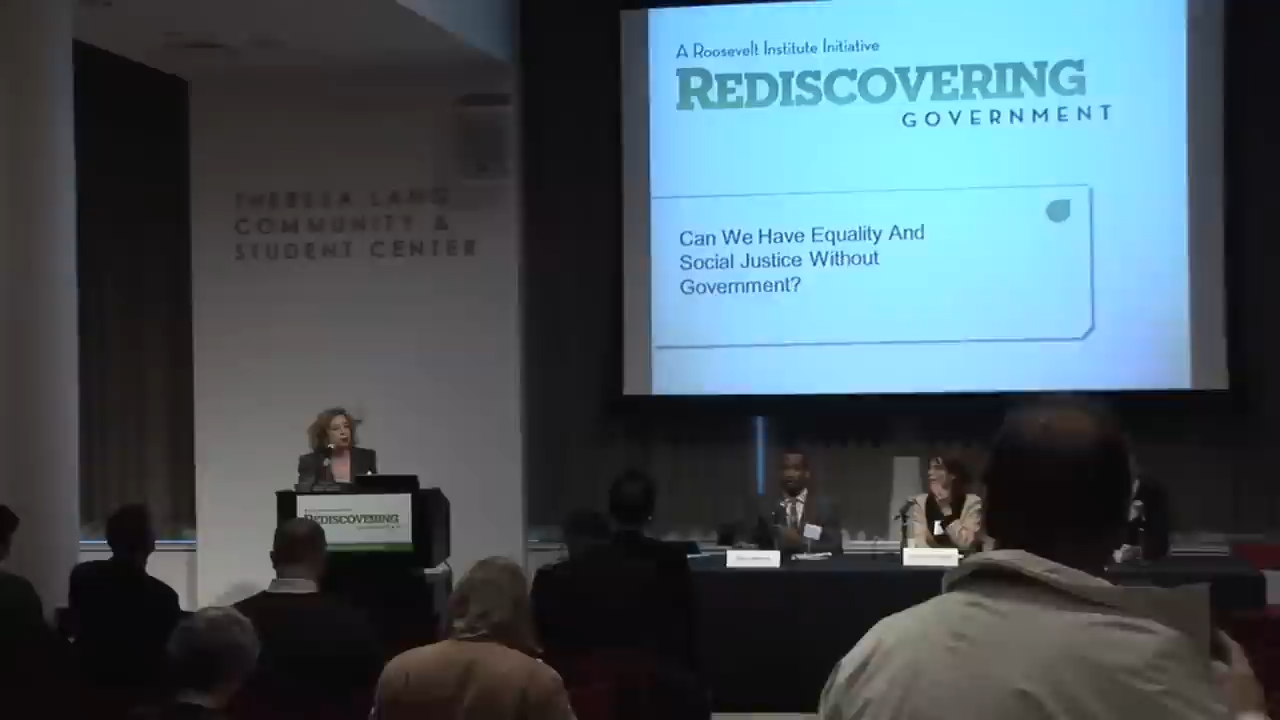 A Roosevelt Institute Initiative
REDISCOVERING
GOVERNMENT
Can We Have Equality And
Social Justice Without
Government?
THERESA LANG
COMMUNITY &
STUDENT CENTER
REDISCOVERING